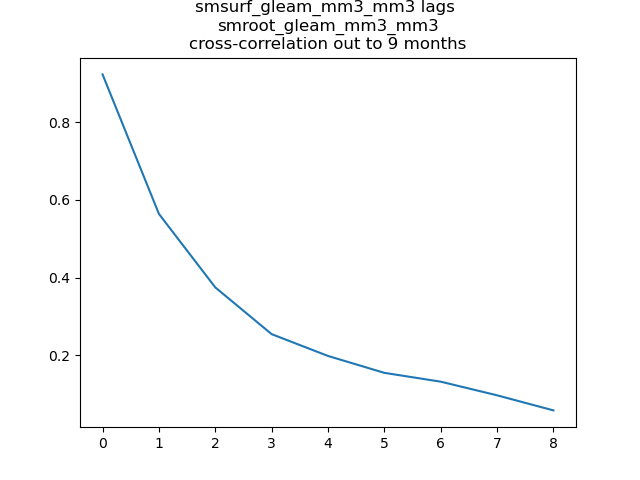 smsurf_gleam_mm3_mm3 lags
smroot_gleam_mm3_mm3
cross-correlation out to 9 months
0.8
0.6
0.4
0.2
0 1 2 3 4 5 6 7 8